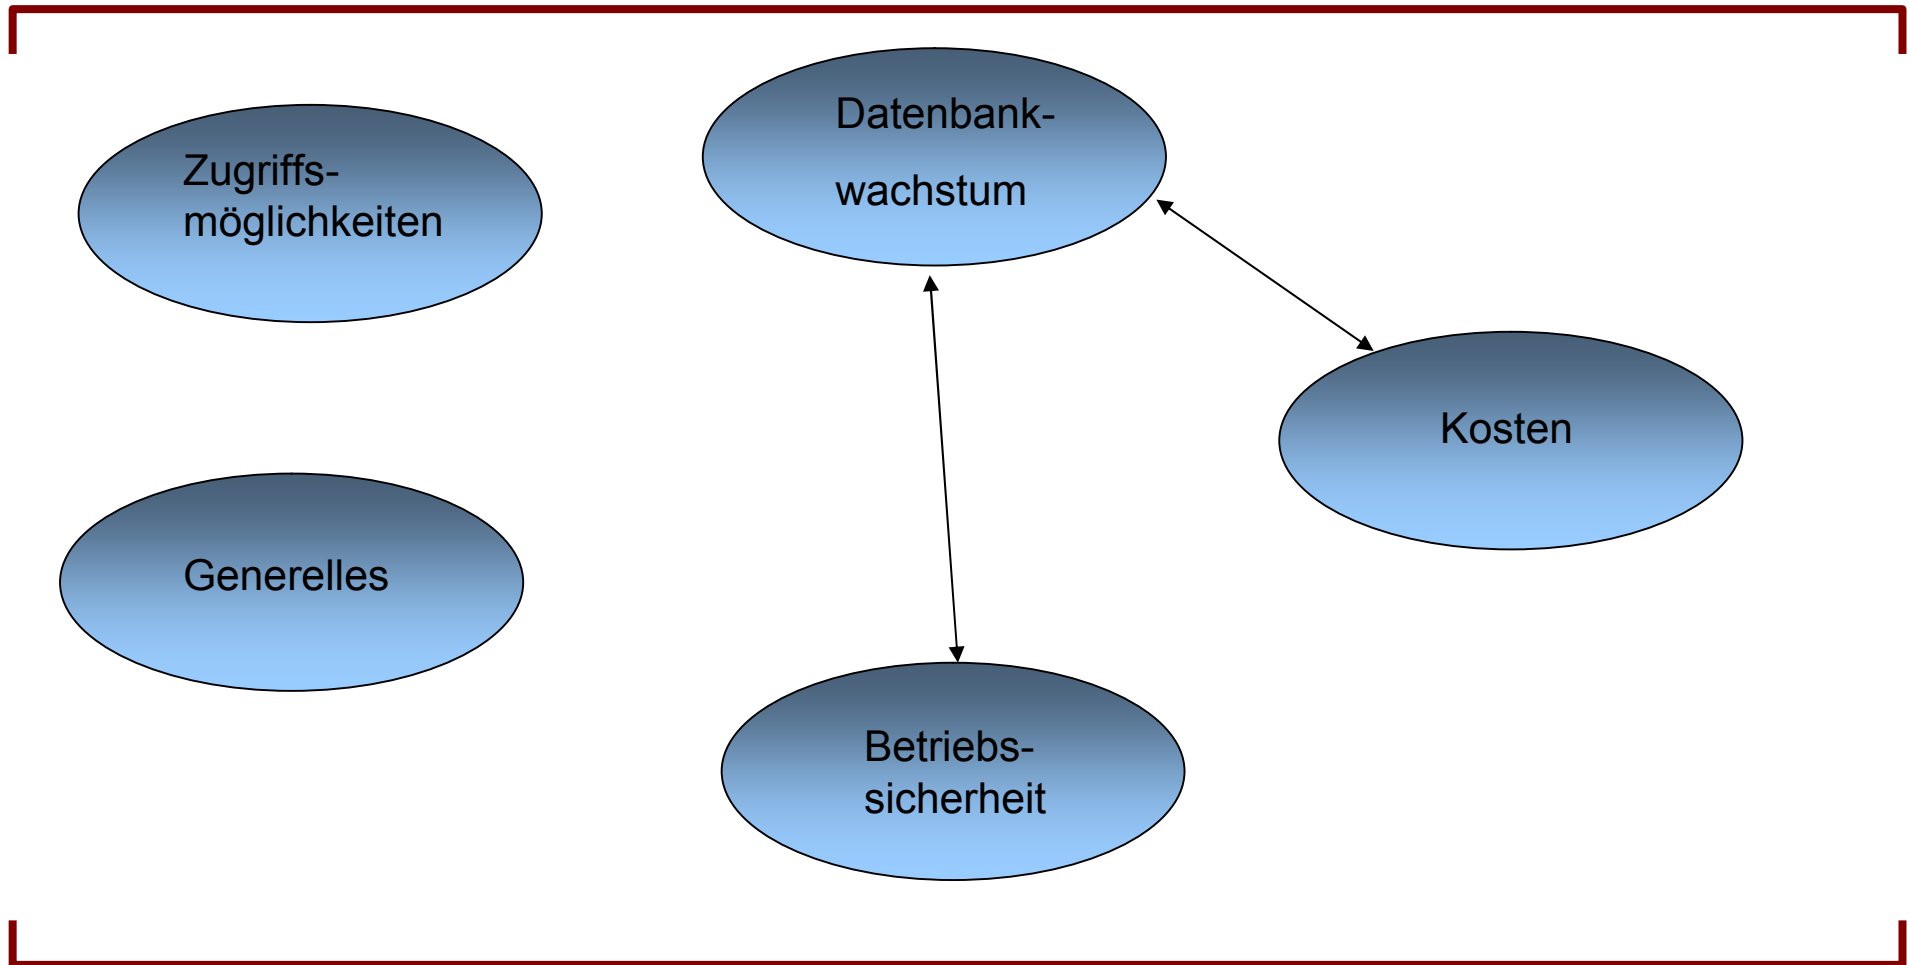 Zugriffs-
möglichkeiten
Datenbank-
wachstum
Kosten
Generelles
Betriebs-
sicherheit